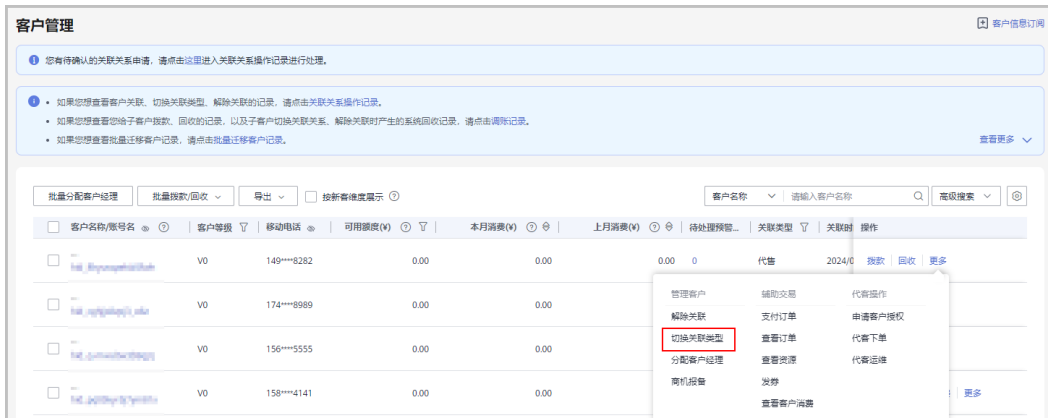 客户管理
客户信息订阅
您有待确认的关联关系申请，请点击这里进入关联关系操作记录进行处理。
如果您想查看客户关联、切换关联类型、解除关联的记录，请点击关联关系操作记录。
如果您想查看您给子客户拨款、回收的记录，以及子客户切换关联关系、解除关联时产生的系统回收记录，请点击调账记录。
如果您想查看批量迁移客户记录，请点击批量迁移客户记录。
查看更多
批量分配客户经理 批量拨款/回收 导出 按新客维度展示 客户名称 请输入客户名称 高级搜索
客户名称/账号名 客户等级 移动电话 可用额度(¥) 本月消费(¥) 上月消费(¥) 待处理预警... 关联类型 关联时 操作
V0 149****8282 0.00 0.00 0.00 0 代售 2024/0 拨款 回收 更多
管理客户 辅助交易 代客操作
V0 174****8989 0.00 0.00
解除关联 支付订单 申请客户授权
切换关联类型 查看订单 代客下单
V0 156****5555 0.00 0.00
分配客户经理 查看资源 代客运维
商机报备 发券
V0 158****4141 0.00 0.00 更多
查看客户消费